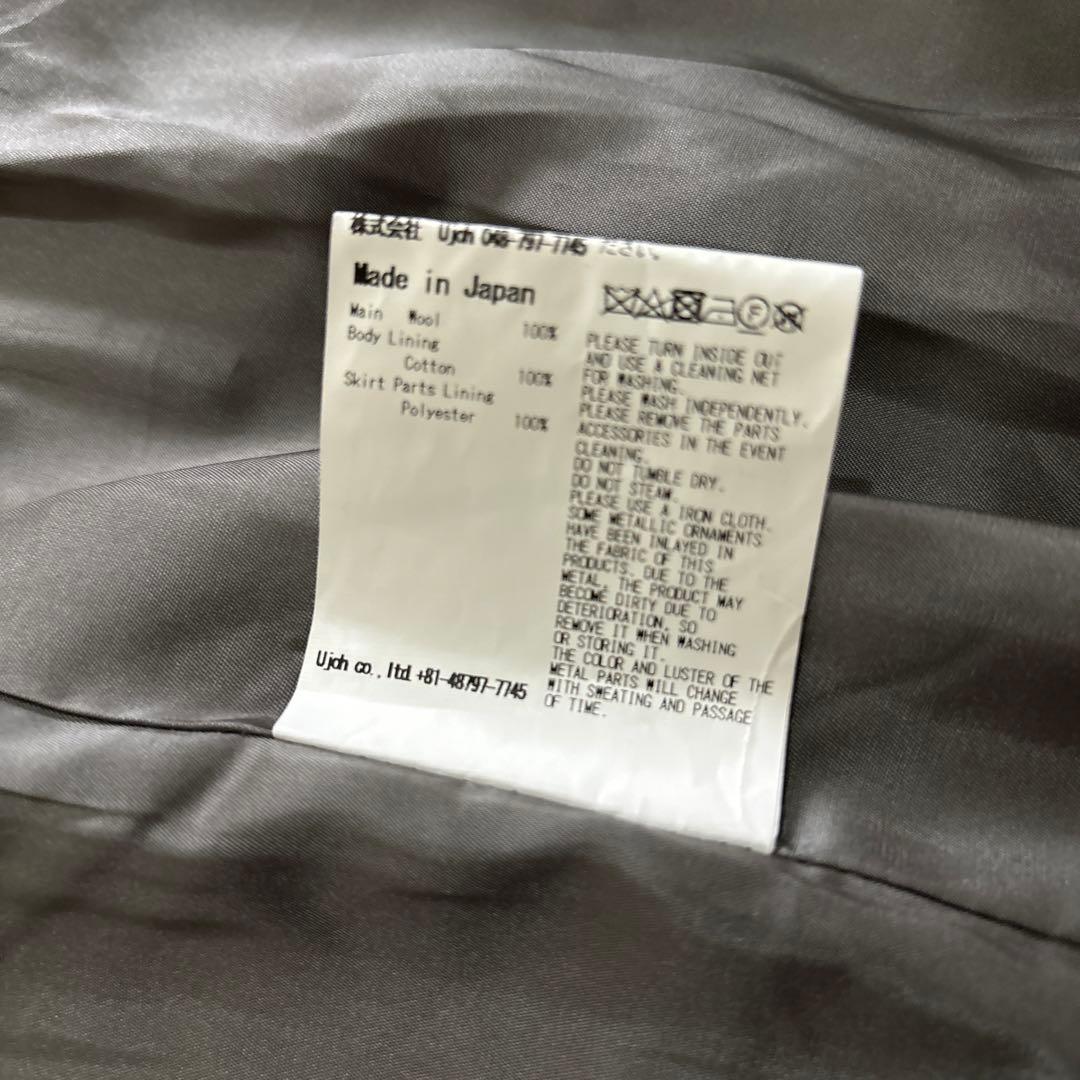 株式会社 Ujoh 048-797-7745 ださい。
Made in Japan
Main Wool 100%
Body Lining
Cotton 100%
Skirt Parts Lining
Polyester 100%
Ujoh co., ltd +81-48797-7745
F
PLEASE TURN INSIDE OUT
AND USE A CLEANING NET
FOR WASHING.
PLEASE WASH INDEPENDENTLY.
PLEASE REMOVE THE PARTS
ACCESSORIES IN THE EVENT
CLEANING.
DO NOT TUMBLE DRY.
DO NOT STEAM.
PLEASE USE A IRON CLOTH.
SOME METALLIC ORNAMENTS
HAVE BEEN INLAYED IN
THE FABRIC OF THIS
PRODUCTS. DUE TO THE
METAL, THE PRODUCT MAY
BECOME DIRTY DUE TO
DETERIORATION. SO
REMOVE IT WHEN WASHING
OR STORING IT.
THE COLOR AND LUSTER OF THE
METAL PARTS WILL CHANGE
WITH SWEATING AND PASSAGE
OF TIME.